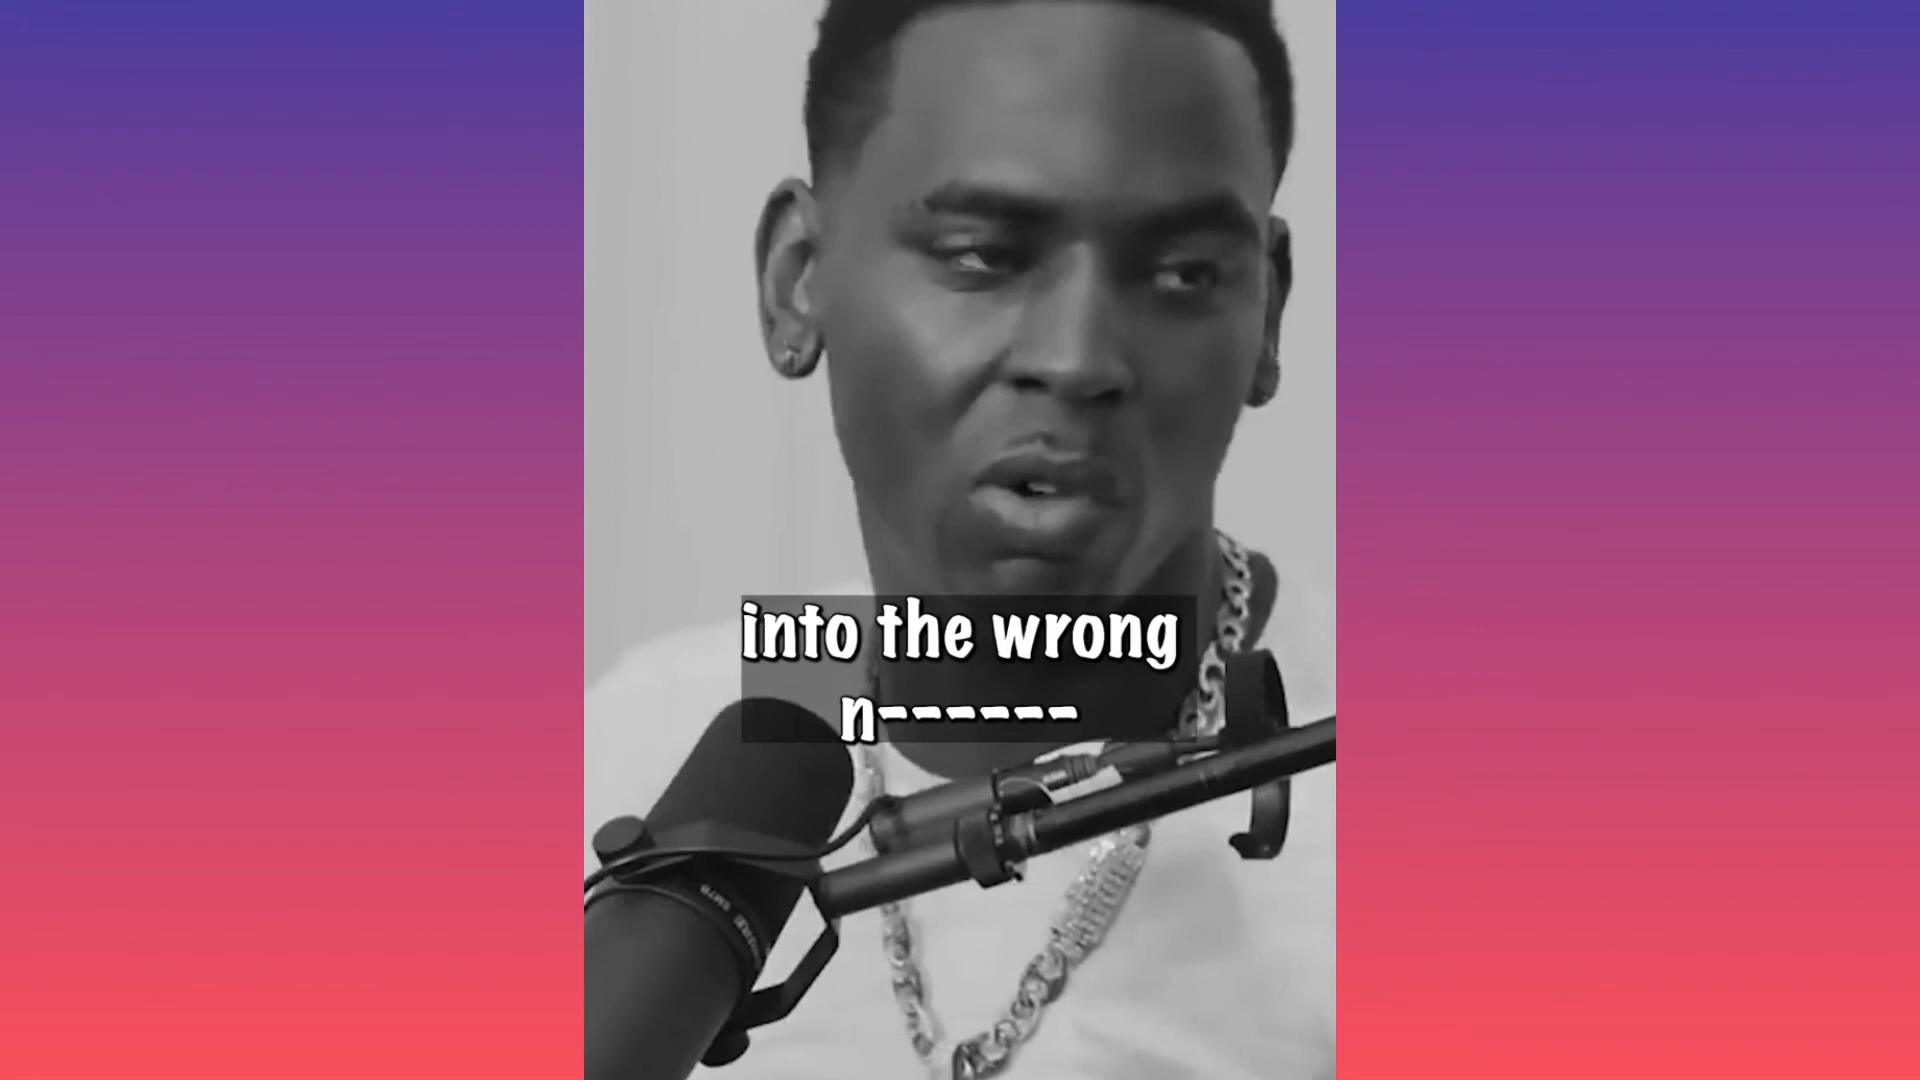 into the wrong
n------